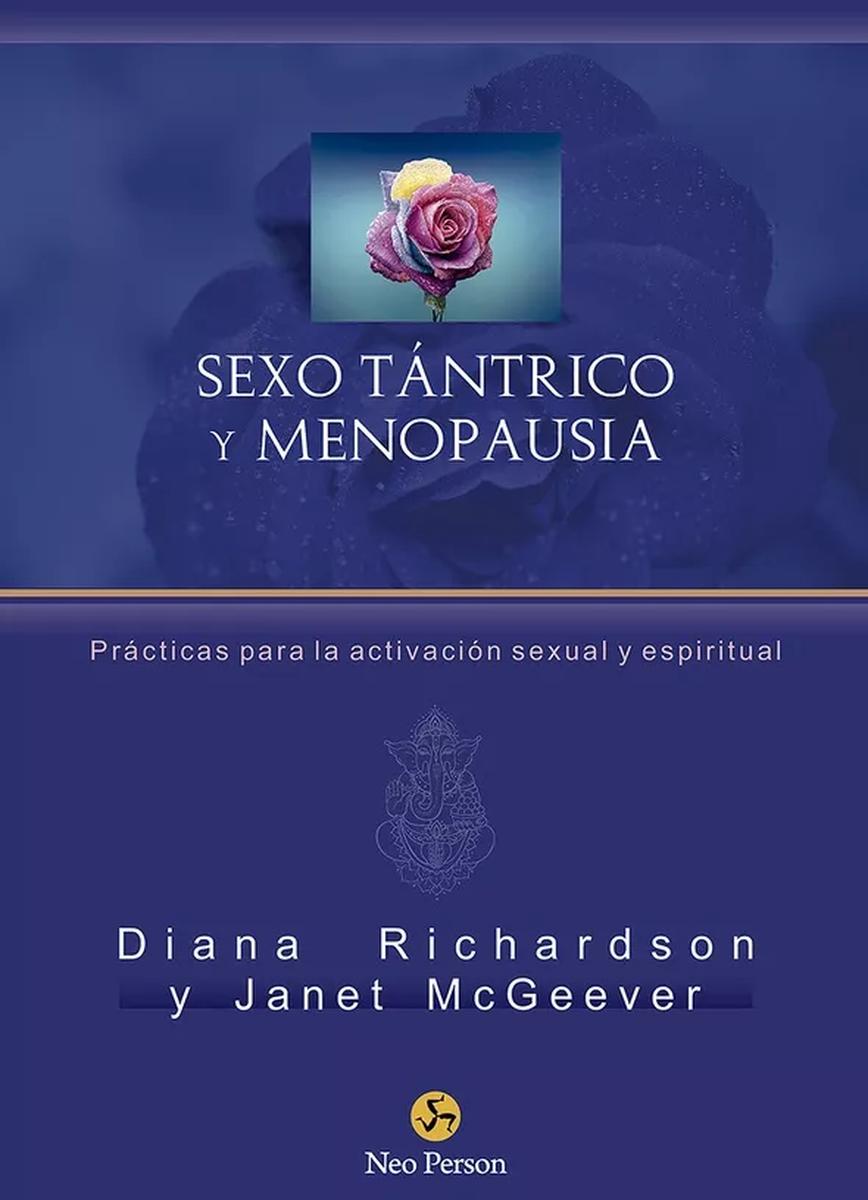 SEXO TÁNTRICO
Y MENOPAUSIA
Prácticas para la activación sexual y espiritual
Diana Richardson
y Janet McGeever
Neo Person